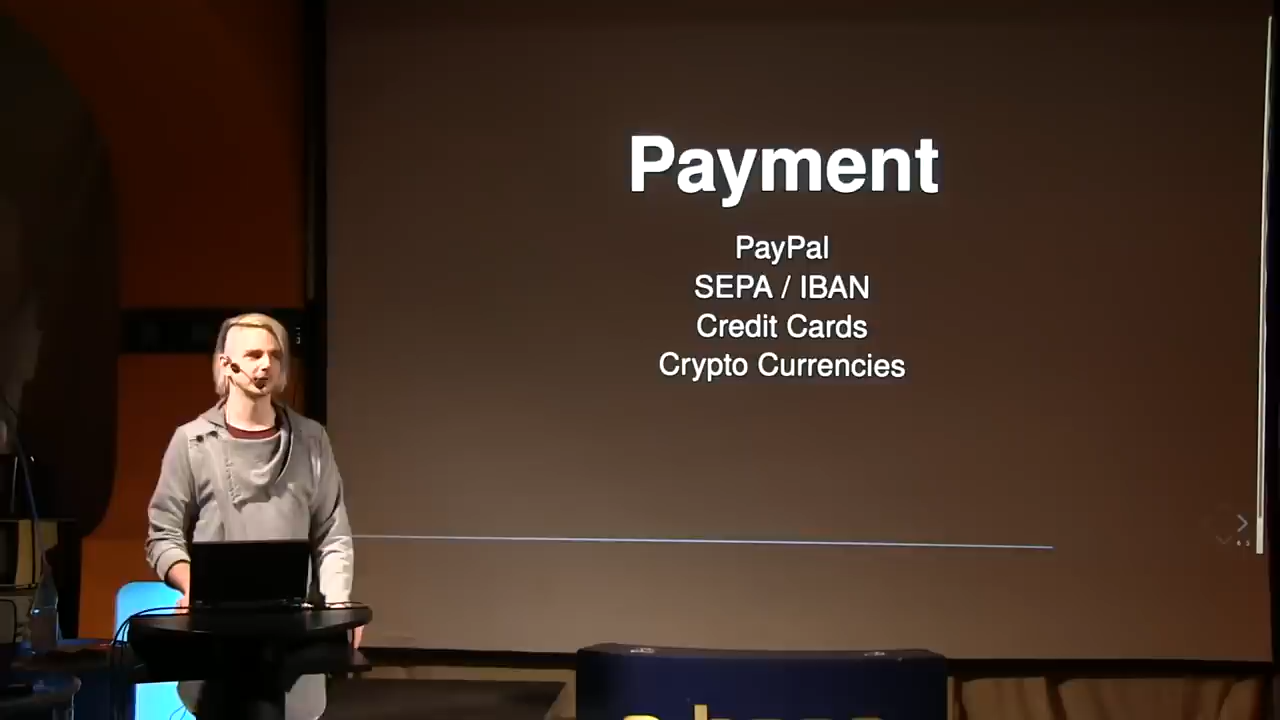 Payment
PayPal
SEPA / IBAN
Credit Cards
Crypto Currencies